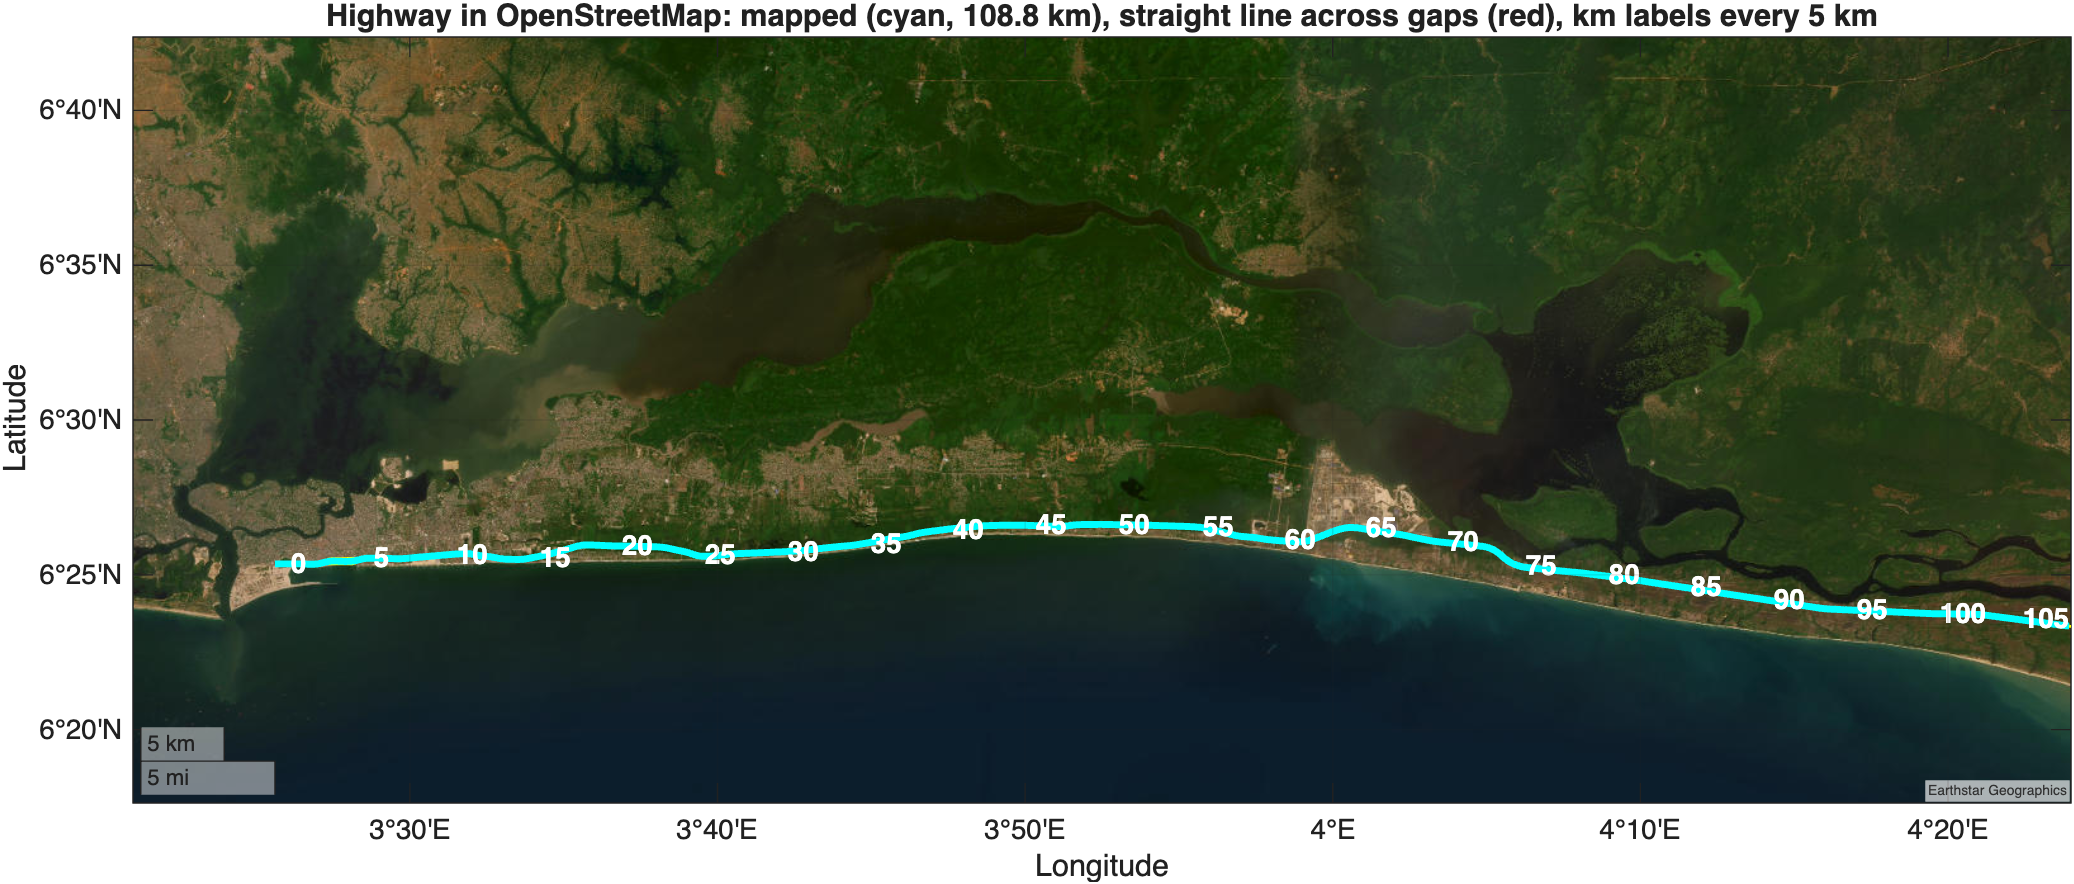 Highway in OpenStreetMap: mapped (cyan, 108.8 km), straight line across gaps (red), km labels every 5 km
6°40'N
6°35'N
6°30'N
6°25'N
6°20'N
Latitude
0 5 10 15 20 25 30 35 40 45 50 55 60 65 70 75 80 85 90 95 100 105
5 km
5 mi
Earthstar Geographics
3°30'E 3°40'E 3°50'E 4°E 4°10'E 4°20'E
Longitude